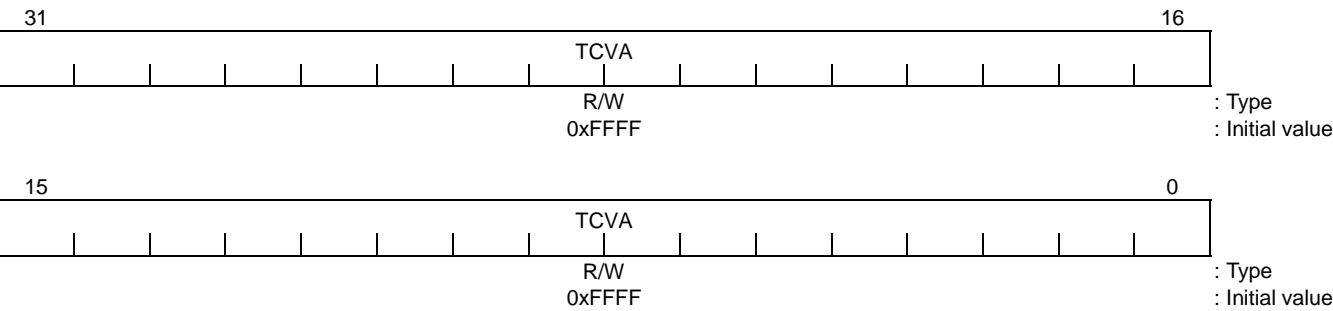 31 16
TCVA
R/W : Type
0xFFFF : Initial value
15 0
TCVA
R/W : Type
0xFFFF : Initial value